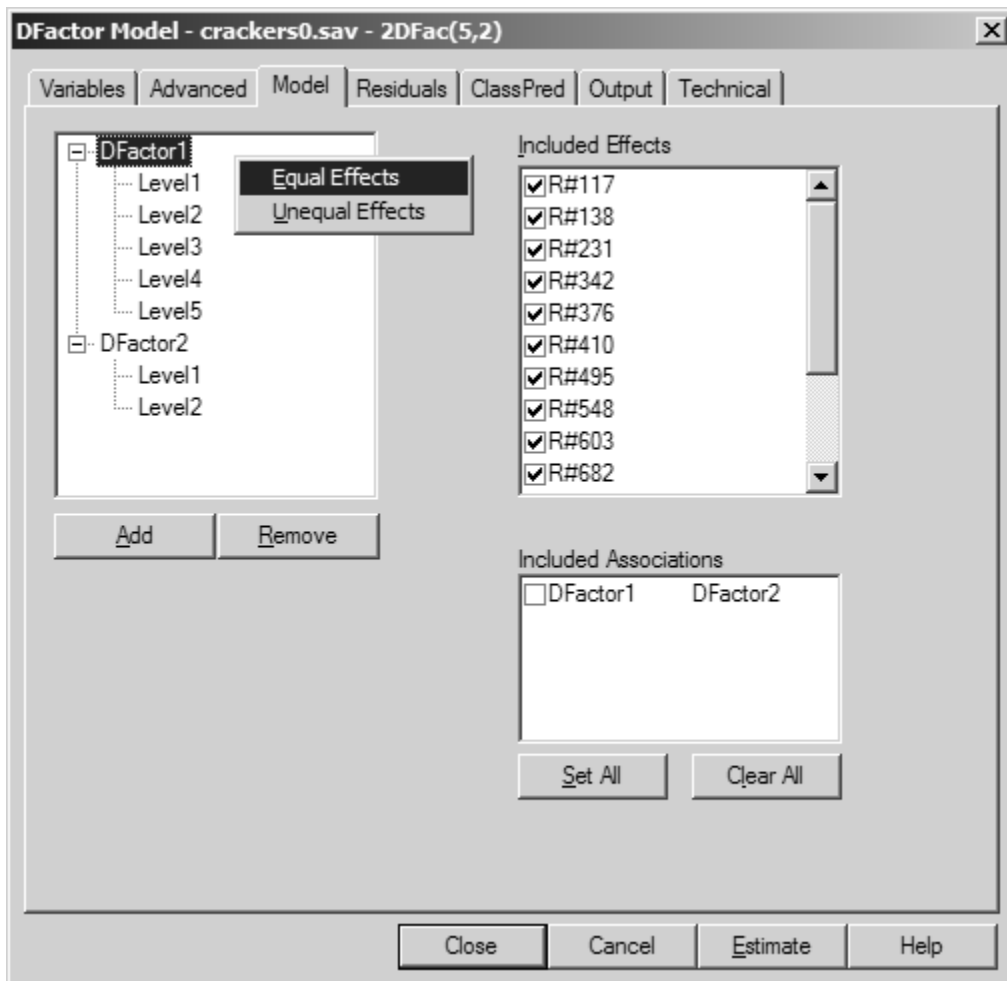 DFactor Model - crackers0.sav - 2DFac(5,2)
Variables Advanced Model Residuals ClassPred Output Technical
DFactor1
Level1
Level2
Level3
Level4
Level5
DFactor2
Level1
Level2
Equal Effects
Unequal Effects
Add Remove
Included Effects
R#117
R#138
R#231
R#342
R#376
R#410
R#495
R#548
R#603
R#682
Included Associations
DFactor1 DFactor2
Set All Clear All
Close Cancel Estimate Help